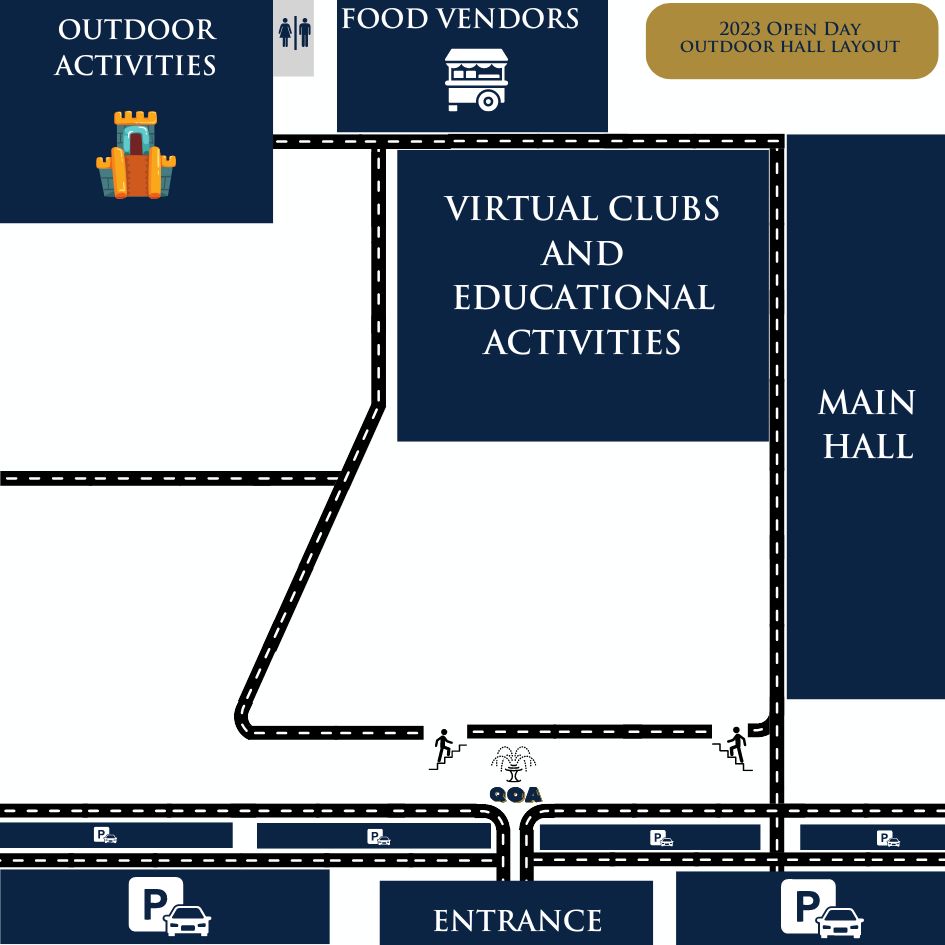 OUTDOOR
ACTIVITIES
FOOD VENDORS
2023 Open Day
OUTDOOR HALL LAYOUT
VIRTUAL CLUBS
AND
EDUCATIONAL
ACTIVITIES
MAIN
HALL
QOA
P
P
P
P
P
ENTRANCE
P